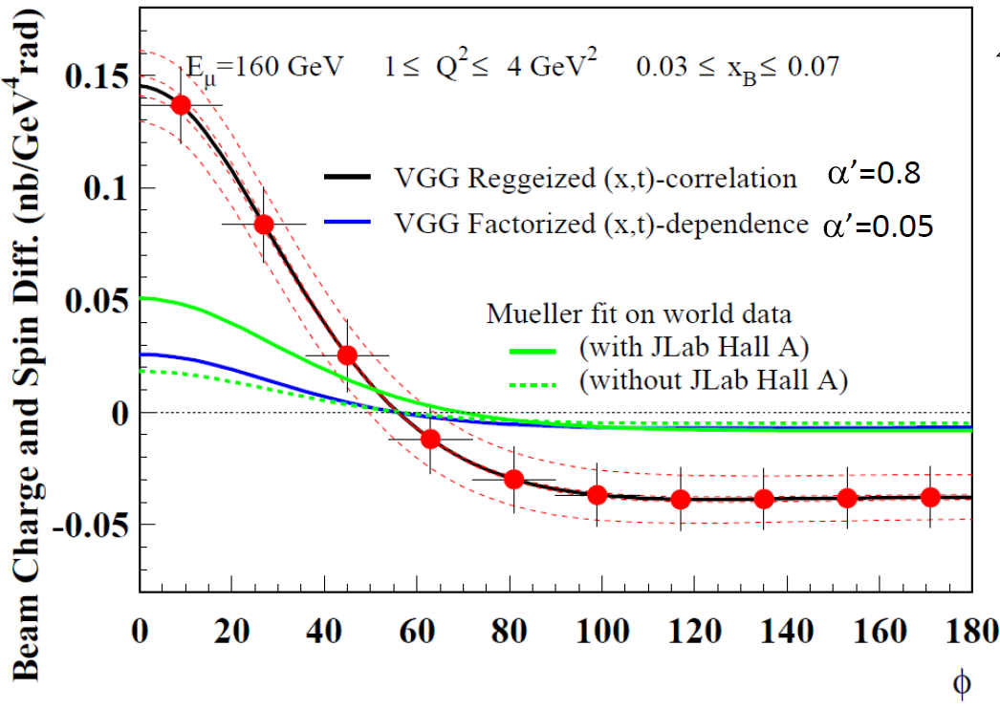 Beam Charge and Spin Diff. (nb/GeV⁴rad)
E_μ=160 GeV 1 ≤ Q² ≤ 4 GeV² 0.03 ≤ x_B ≤ 0.07
VGG Reggeized (x,t)-correlation α’=0.8
VGG Factorized (x,t)-dependence α’=0.05
Mueller fit on world data
(with JLab Hall A)
(without JLab Hall A)
0.15
0.1
0.05
0
-0.05
0 20 40 60 80 100 120 140 160 180
ϕ